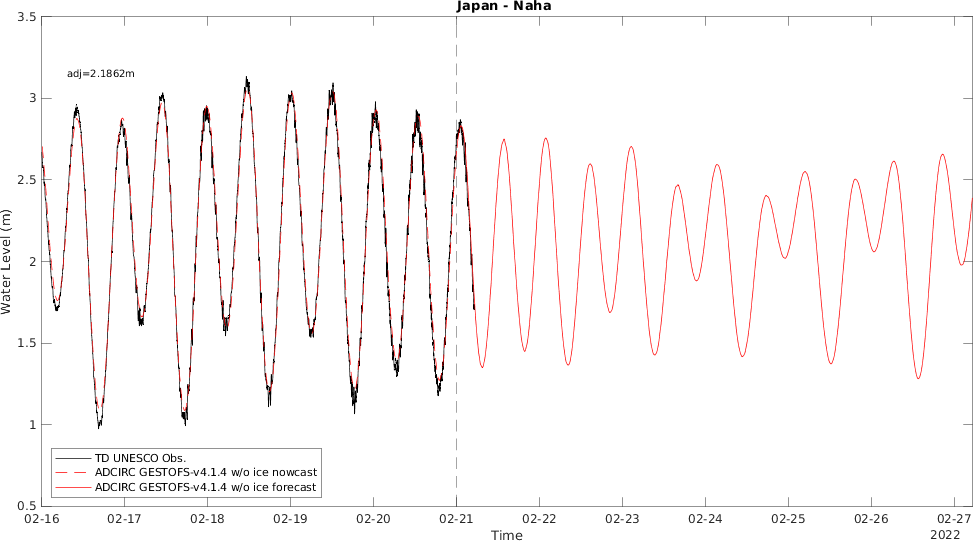 Japan - Naha
3.5
3
2.5
2
1.5
1
0.5
Water Level (m)
adj=2.1862m
TD UNESCO Obs.
ADCIRC GESTOFS-v4.1.4 w/o ice nowcast
ADCIRC GESTOFS-v4.1.4 w/o ice forecast
02-16 02-17 02-18 02-19 02-20 02-21 02-22 02-23 02-24 02-25 02-26 02-27
Time
2022